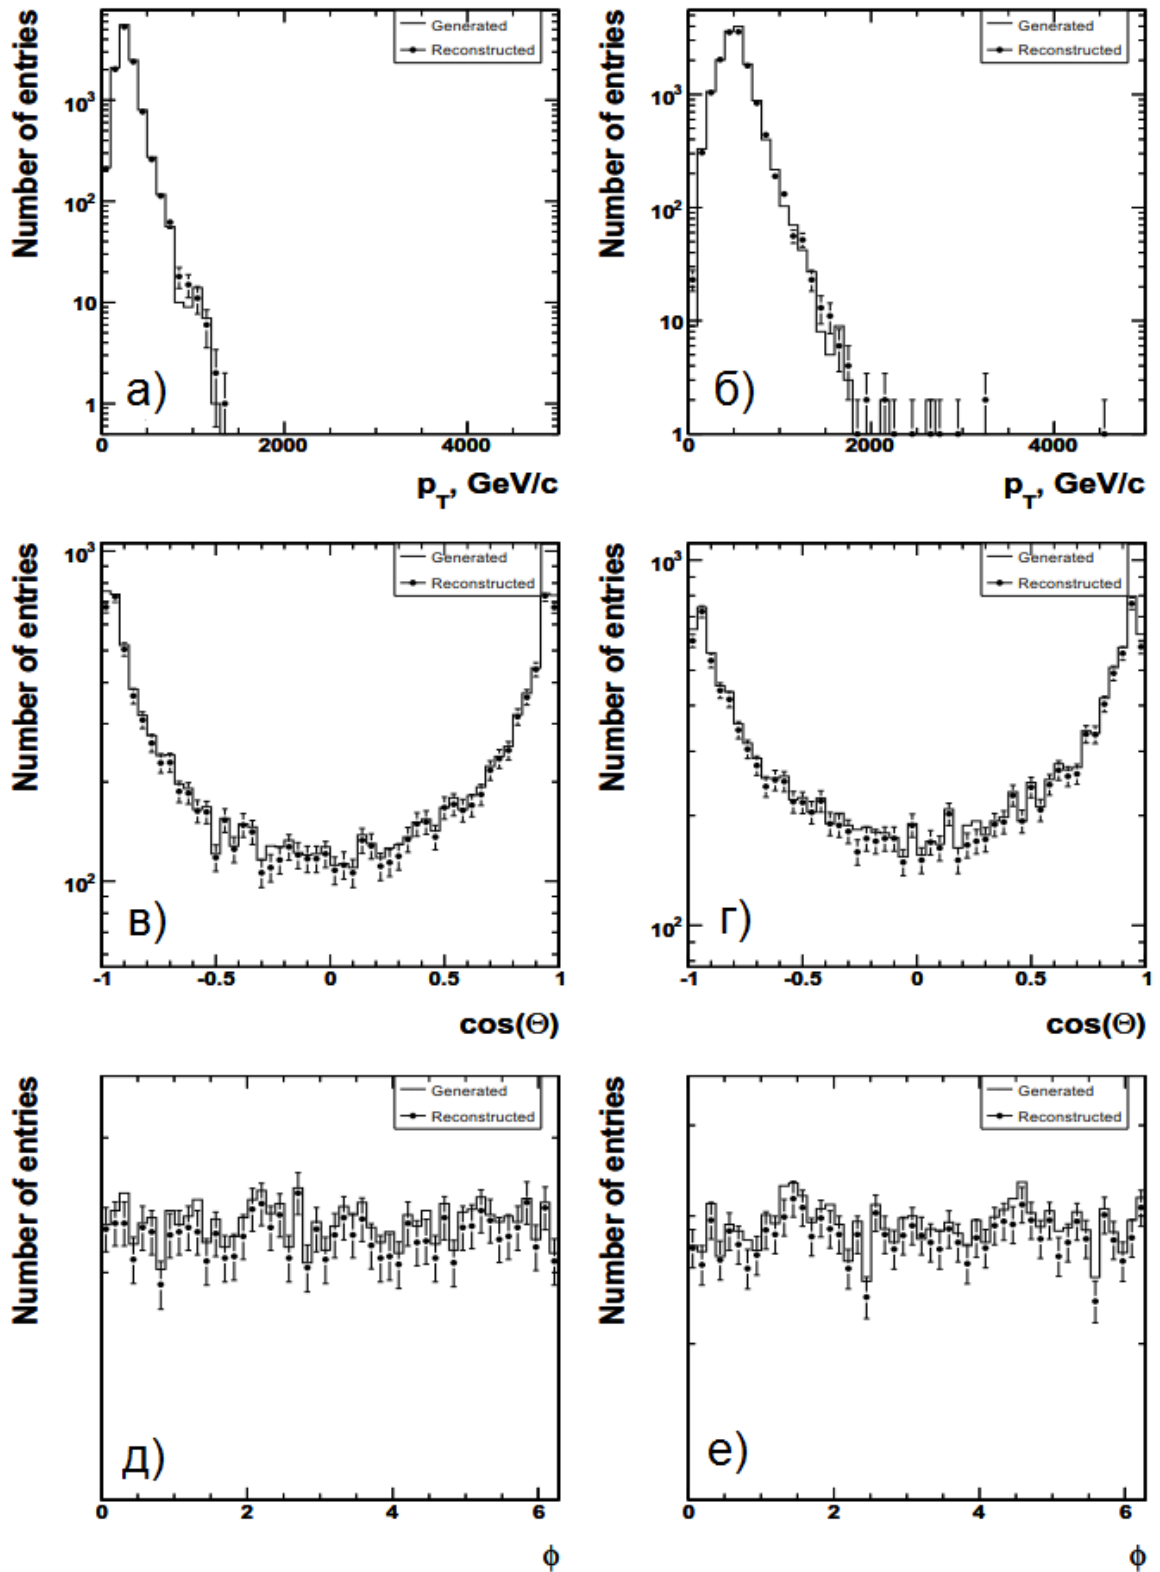 Number of entries
Generated
Reconstructed
10³
10²
10
1
а)
0
2000
4000
p_T, GeV/c
Number of entries
Generated
Reconstructed
10³
10²
10
1
б)
0
2000
4000
p_T, GeV/c
Number of entries
Generated
Reconstructed
10³
10²
в)
-1
-0.5
0
0.5
1
cos(Θ)
Number of entries
Generated
Reconstructed
10³
10²
г)
-1
-0.5
0
0.5
1
cos(Θ)
Number of entries
Generated
Reconstructed
д)
0
2
4
6
ϕ
Number of entries
Generated
Reconstructed
е)
0
2
4
6
ϕ